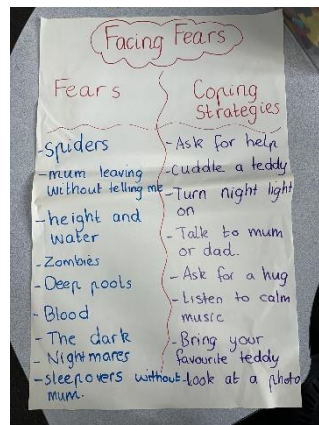 Facing Fears
Fears
-Spiders
-mum leaving
without telling me
-height and
water
-Zombies
-Deep pools
-Blood
-The dark
-Nightmares
-sleepovers without
mum.
Coping
Strategies
-Ask for help
-Cuddle a teddy
-Turn night light
on
-Talk to mum
or dad.
-Ask for a hug
-Listen to calm
music
-Bring your
favourite teddy
-look at a photo